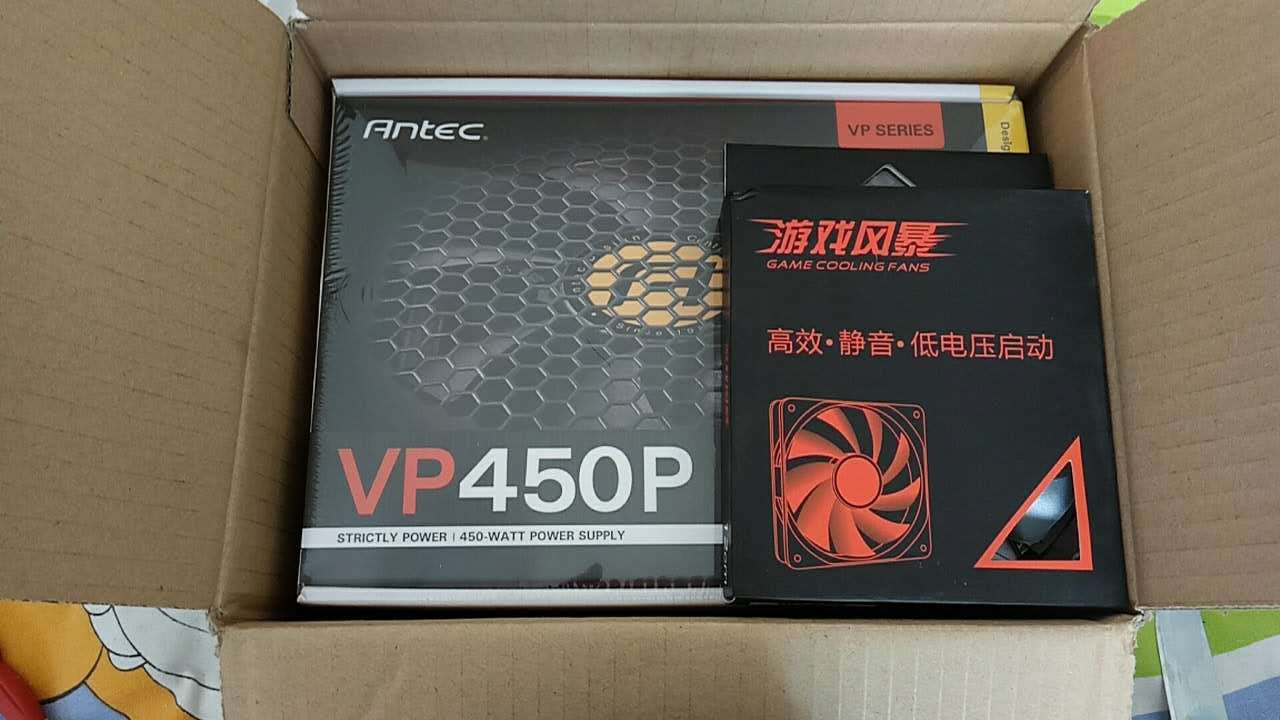 Antec
VP SERIES
Desig
VP450P
STRICTLY POWER | 450-WATT POWER SUPPLY
游戏风暴
GAME COOLING FANS
高效·静音·低电压启动